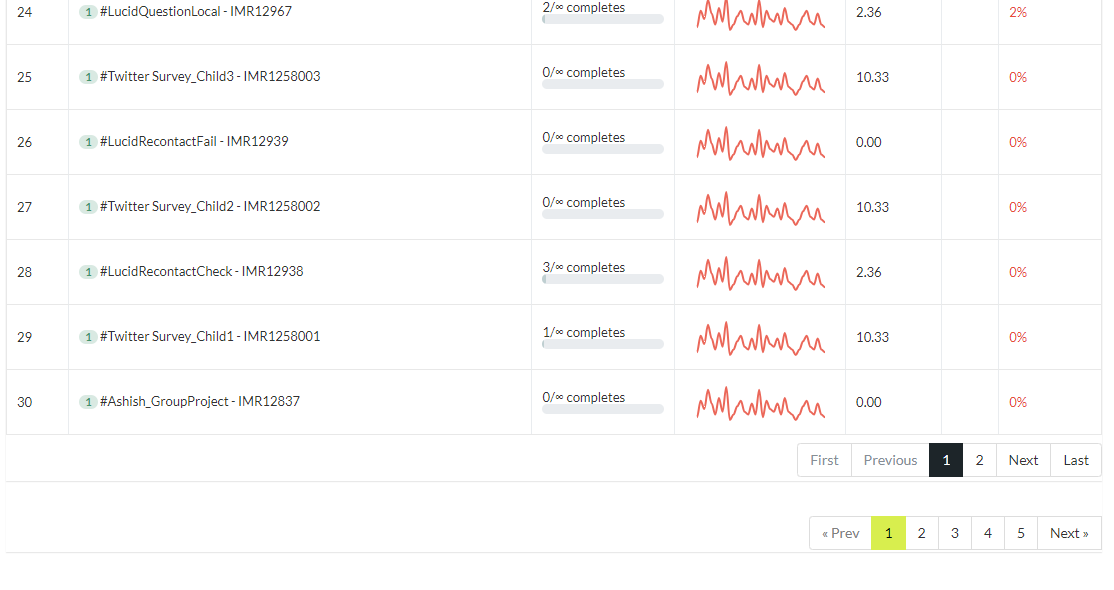 24 1 #LucidQuestionLocal - IMR12967 2/∞ completes 2.36 2%
25 1 #Twitter Survey_Child3 - IMR1258003 0/∞ completes 10.33 0%
26 1 #LucidRecontactFail - IMR12939 0/∞ completes 0.00 0%
27 1 #Twitter Survey_Child2 - IMR1258002 0/∞ completes 10.33 0%
28 1 #LucidRecontactCheck - IMR12938 3/∞ completes 2.36 0%
29 1 #Twitter Survey_Child1 - IMR1258001 1/∞ completes 10.33 0%
30 1 #Ashish_GroupProject - IMR12837 0/∞ completes 0.00 0%
First Previous 1 2 Next Last
« Prev 1 2 3 4 5 Next »